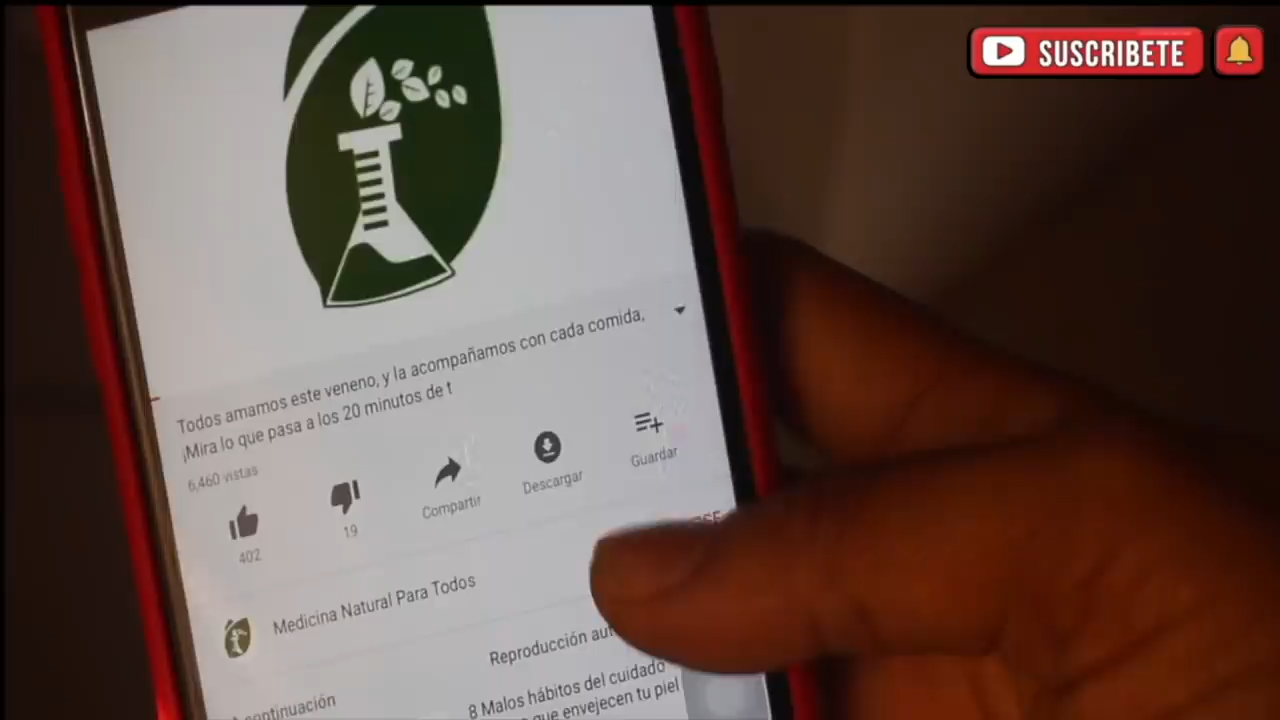 SUSCRIBETE
Todos amamos este veneno, y la acompañamos con cada comida,
¡Mira lo que pasa a los 20 minutos de t
6,460 vistas
402
19
Compartir
Descargar
Guardar
Medicina Natural Para Todos
Reproducción
continuación
8 Malos hábitos del cuidado
que envejecen tu piel